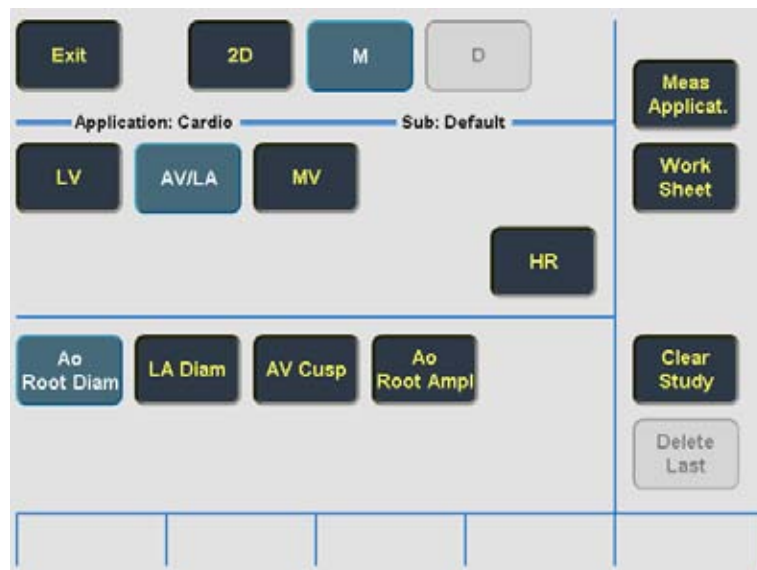 Exit
2D
M
D
Meas
Applicat.
Application: Cardio
Sub: Default
LV
AV/LA
MV
Work
Sheet
HR
Ao
Root Diam
LA Diam
AV Cusp
Ao
Root Ampl
Clear
Study
Delete
Last